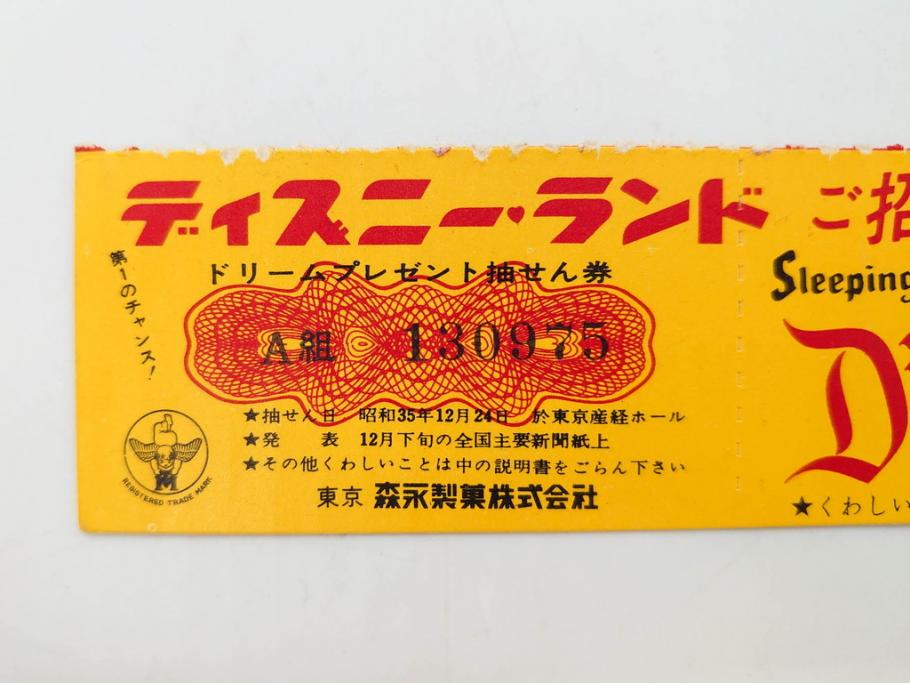 ディズニー・ランド ご招
ドリームプレゼント抽せん券
第1のチャンス!
A組 130975
★抽せん日 昭和35年12月24日 於東京産経ホール
★発 表 12月下旬の全国主要新聞紙上
★その他くわしいことは中の説明書をごらん下さい
東京 森永製菓株式会社
M
REGISTERED TRADE MARK
Sleeping
D
★くわしい